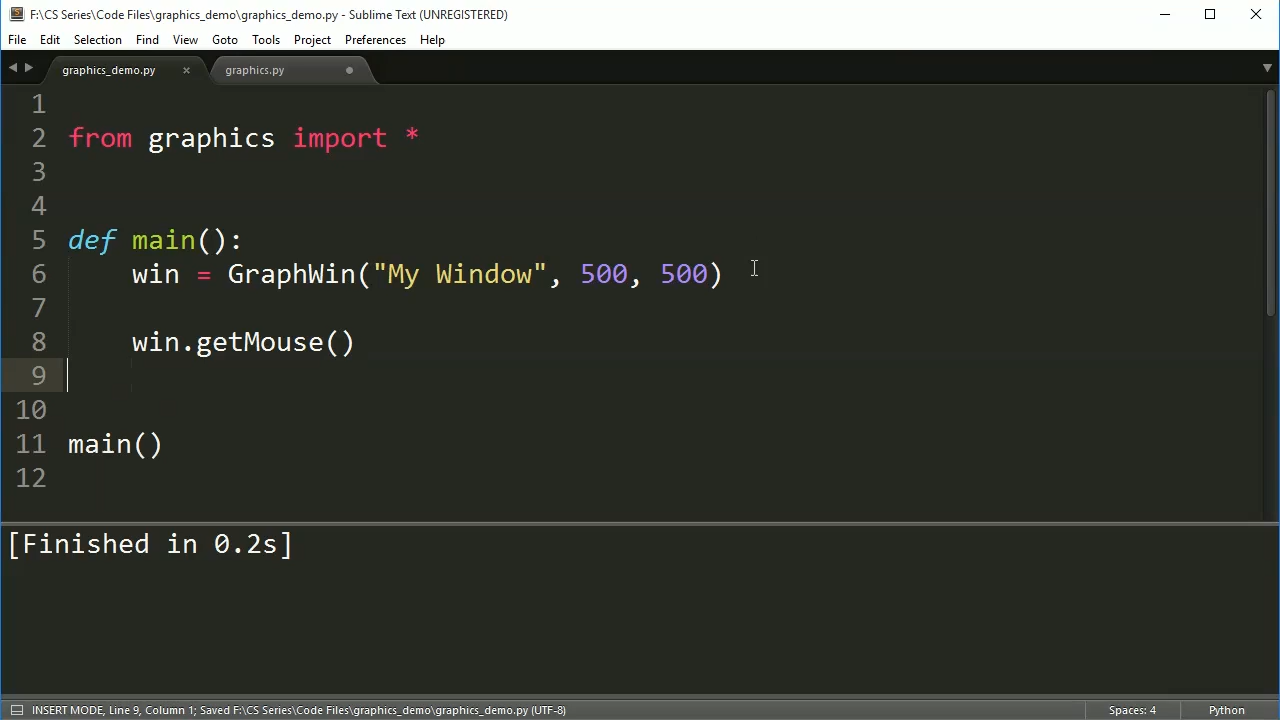 F:\CS Series\Code Files\graphics_demo\graphics_demo.py - Sublime Text (UNREGISTERED)
File Edit Selection Find View Goto Tools Project Preferences Help
graphics_demo.py graphics.py
1
2 from graphics import *
3
4
5 def main():
6     win = GraphWin("My Window", 500, 500)
7
8     win.getMouse()
9
10
11 main()
12
[Finished in 0.2s]
INSERT MODE, Line 9, Column 1; Saved F:\CS Series\Code Files\graphics_demo\graphics_demo.py (UTF-8) Spaces: 4 Python